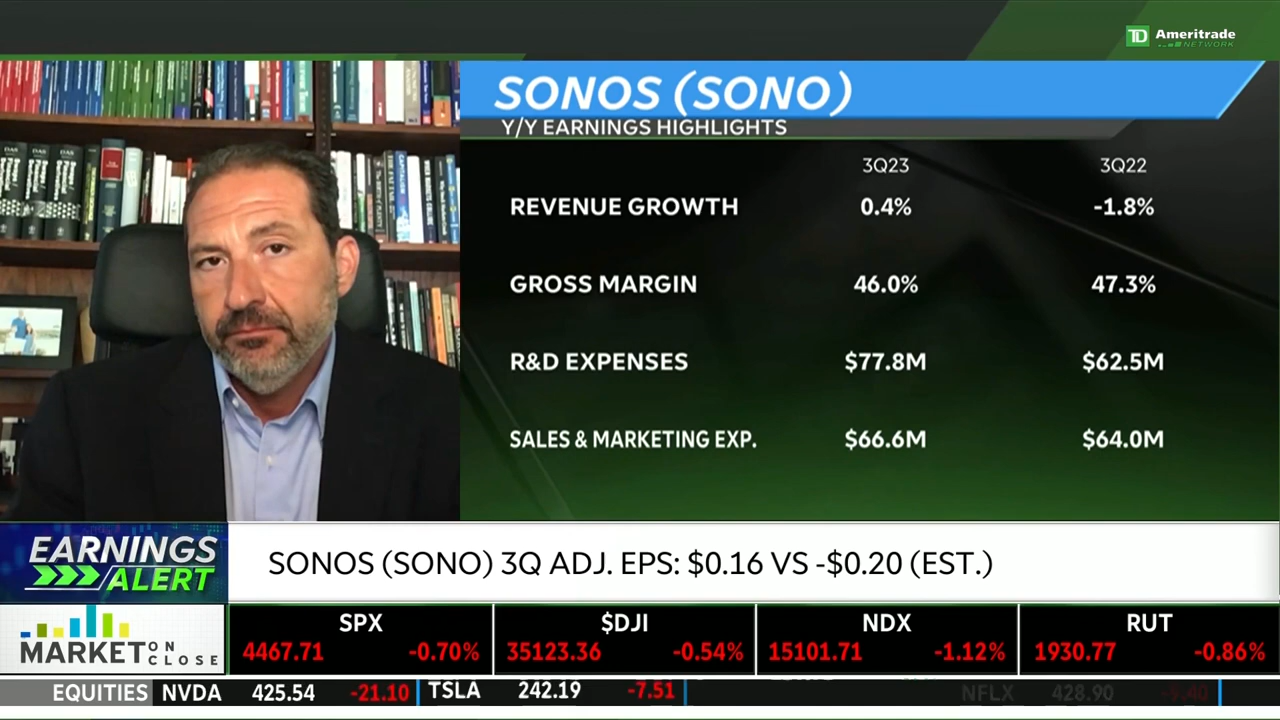 TD Ameritrade
NETWORK
SONOS (SONO)
Y/Y EARNINGS HIGHLIGHTS
3Q23 3Q22
REVENUE GROWTH 0.4% -1.8%
GROSS MARGIN 46.0% 47.3%
R&D EXPENSES $77.8M $62.5M
SALES & MARKETING EXP. $66.6M $64.0M
EARNINGS
ALERT
SONOS (SONO) 3Q ADJ. EPS: $0.16 VS -$0.20 (EST.)
MARKET ON CLOSE
SPX $DJI NDX RUT
4467.71 -0.70% 35123.36 -0.54% 15101.71 -1.12% 1930.77 -0.86%
EQUITIES NVDA 425.54 -21.10 TSLA 242.19 -7.51 NFLX 428.90